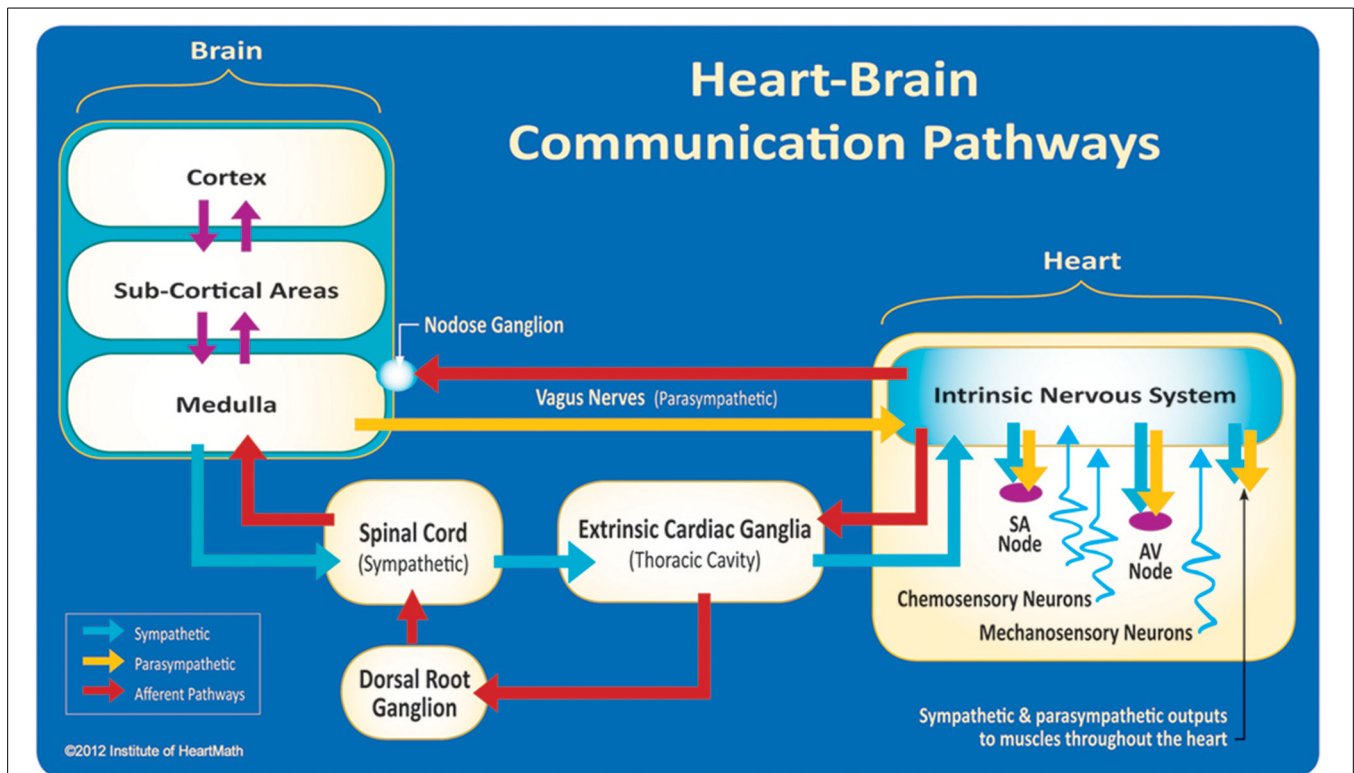 Brain
Heart-Brain
Communication Pathways
Cortex
Sub-Cortical Areas
Medulla
Nodose Ganglion
Heart
Vagus Nerves (Parasympathetic)
Intrinsic Nervous System
Spinal Cord
(Sympathetic)
Extrinsic Cardiac Ganglia
(Thoracic Cavity)
SA
Node
AV
Node
Chemosensory Neurons
Mechanosensory Neurons
Sympathetic
Parasympathetic
Afferent Pathways
Dorsal Root
Ganglion
Sympathetic & parasympathetic outputs
to muscles throughout the heart
©2012 Institute of HeartMath